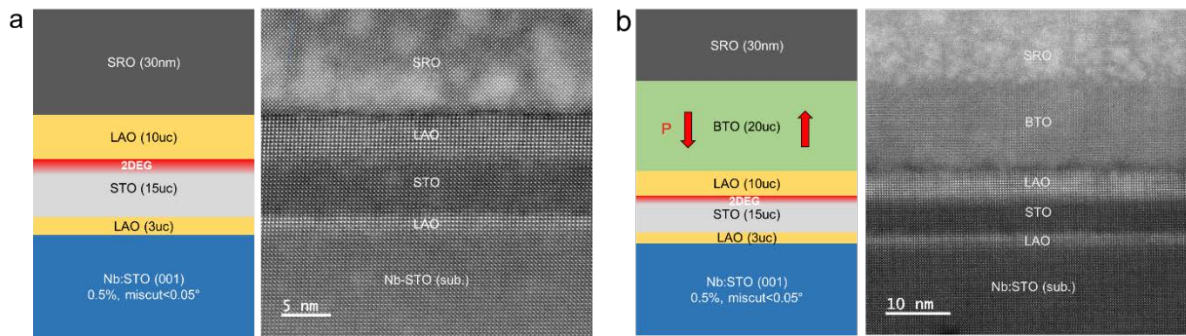 a
SRO (30nm)
LAO (10uc)
2DEG
STO (15uc)
LAO (3uc)
Nb:STO (001)
0.5%, miscut<0.05°
SRO
LAO
STO
LAO
Nb-STO (sub.)
5 nm
b
SRO (30nm)
P
BTO (20uc)
LAO (10uc)
2DEG
STO (15uc)
LAO (3uc)
Nb:STO (001)
0.5%, miscut<0.05°
SRO
BTO
LAO
STO
LAO
Nb:STO (sub.)
10 nm